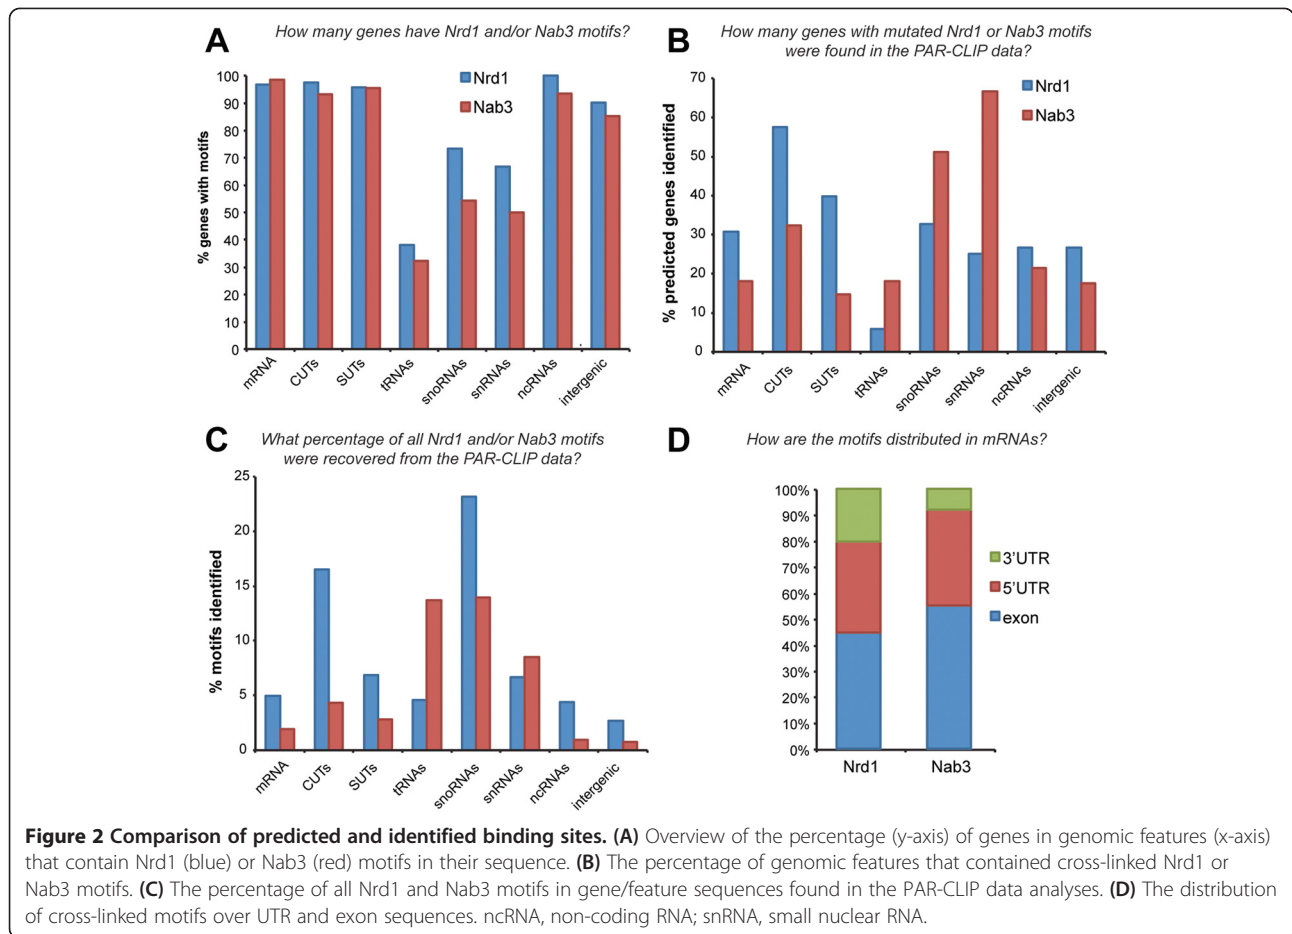 A
How many genes have Nrd1 and/or Nab3 motifs?
% genes with motifs
100
90
80
70
60
50
40
30
20
10
0
Nrd1
Nab3
mRNA
CUTs
SUTs
tRNAs
snoRNAs
snRNAs
ncRNAs
intergenic
B
How many genes with mutated Nrd1 or Nab3 motifs
were found in the PAR-CLIP data?
% predicted genes identified
70
60
50
40
30
20
10
0
Nrd1
Nab3
mRNA
CUTs
SUTs
tRNAs
snoRNAs
snRNAs
ncRNAs
intergenic
C
What percentage of all Nrd1 and/or Nab3 motifs
were recovered from the PAR-CLIP data?
% motifs identified
25
20
15
10
5
0
mRNA
CUTs
SUTs
tRNAs
snoRNAs
snRNAs
ncRNAs
intergenic
D
How are the motifs distributed in mRNAs?
100%
90%
80%
70%
60%
50%
40%
30%
20%
10%
0%
3'UTR
5'UTR
exon
Nrd1
Nab3
Figure 2 Comparison of predicted and identified binding sites. (A) Overview of the percentage (y-axis) of genes in genomic features (x-axis)
that contain Nrd1 (blue) or Nab3 (red) motifs in their sequence. (B) The percentage of genomic features that contained cross-linked Nrd1 or
Nab3 motifs. (C) The percentage of all Nrd1 and Nab3 motifs in gene/feature sequences found in the PAR-CLIP data analyses. (D) The distribution
of cross-linked motifs over UTR and exon sequences. ncRNA, non-coding RNA; snRNA, small nuclear RNA.